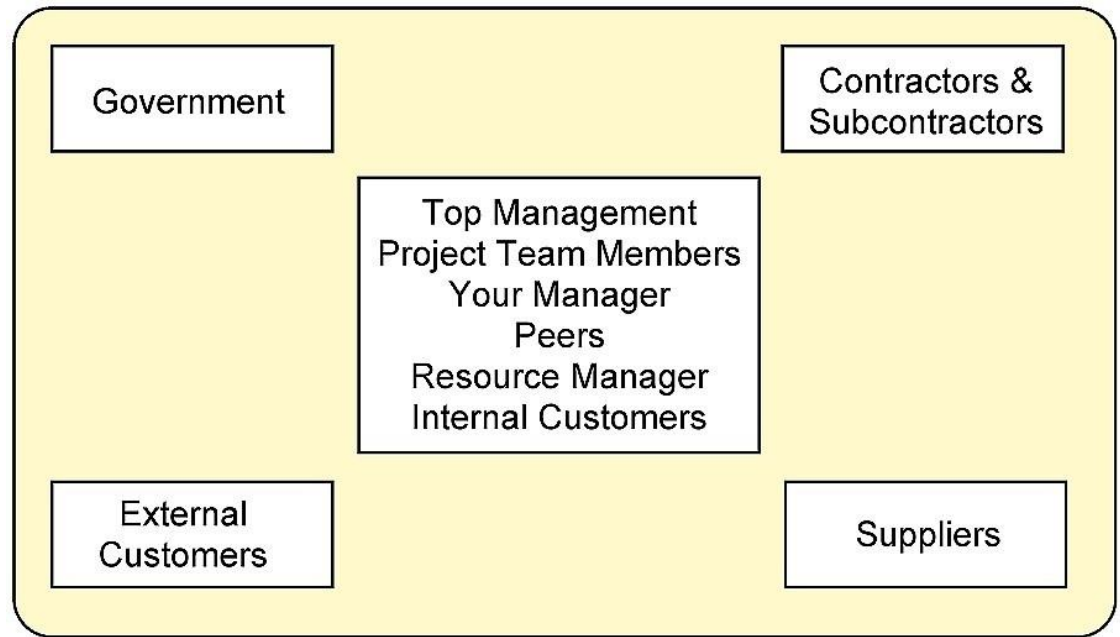 Government
Contractors &
Subcontractors
Top Management
Project Team Members
Your Manager
Peers
Resource Manager
Internal Customers
External
Customers
Suppliers